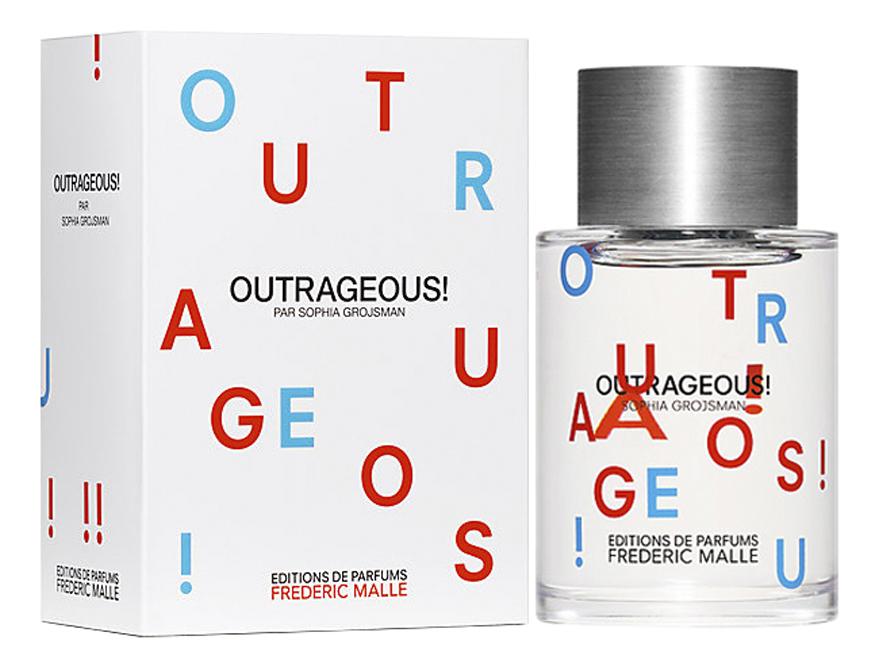 !
OUTRAGEOUS!
PAR
SOPHIA GROJSMAN
U
! !!
EDITIONS DE PARFUMS
FREDERIC MALLE
O T
U R
OUTRAGEOUS!
PAR SOPHIA GROJSMAN
A U
G E
O
! S
EDITIONS DE PARFUMS
FREDERIC MALLE
O T R
U !
OUTRAGEOUS!
SOPHIA GROJSMAN
A A O
G E S !
! U
EDITIONS DE PARFUMS
FREDERIC MALLE